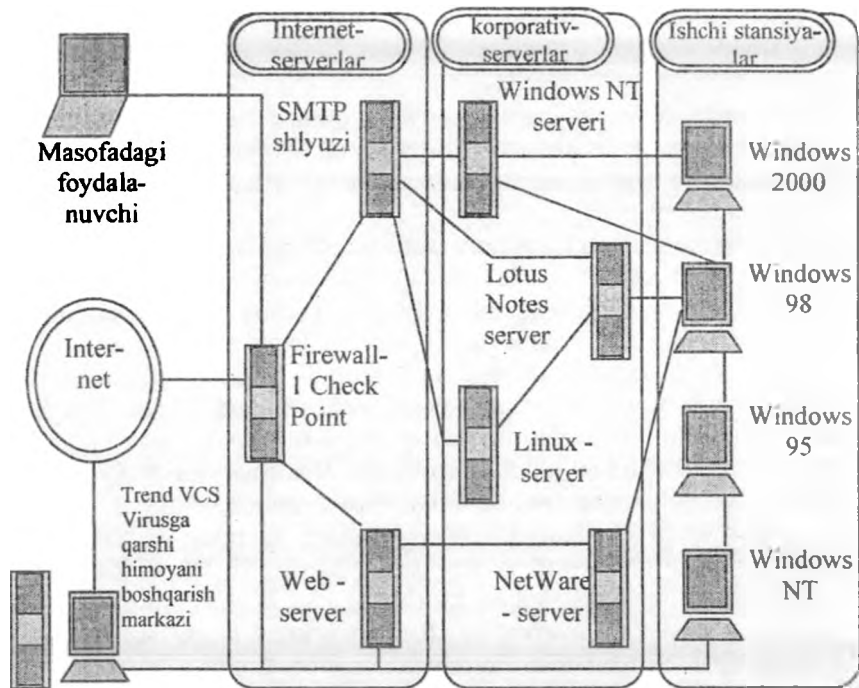 Internet-
serverlar
korporativ-
serverlar
Ishchi stansiya-
lar
Masofadagi
foydala-
nuvchi
SMTP
shlyuzi
Windows NT
serveri
Windows
2000
Lotus
Notes
server
Windows
98
Inter-
net
Firewall-
1 Check
Point
Linux -
server
Windows
95
Trend VCS
Virusga
qarshi
himoyani
boshqarish
markazi
Web -
server
NetWare
- server
Windows
NT